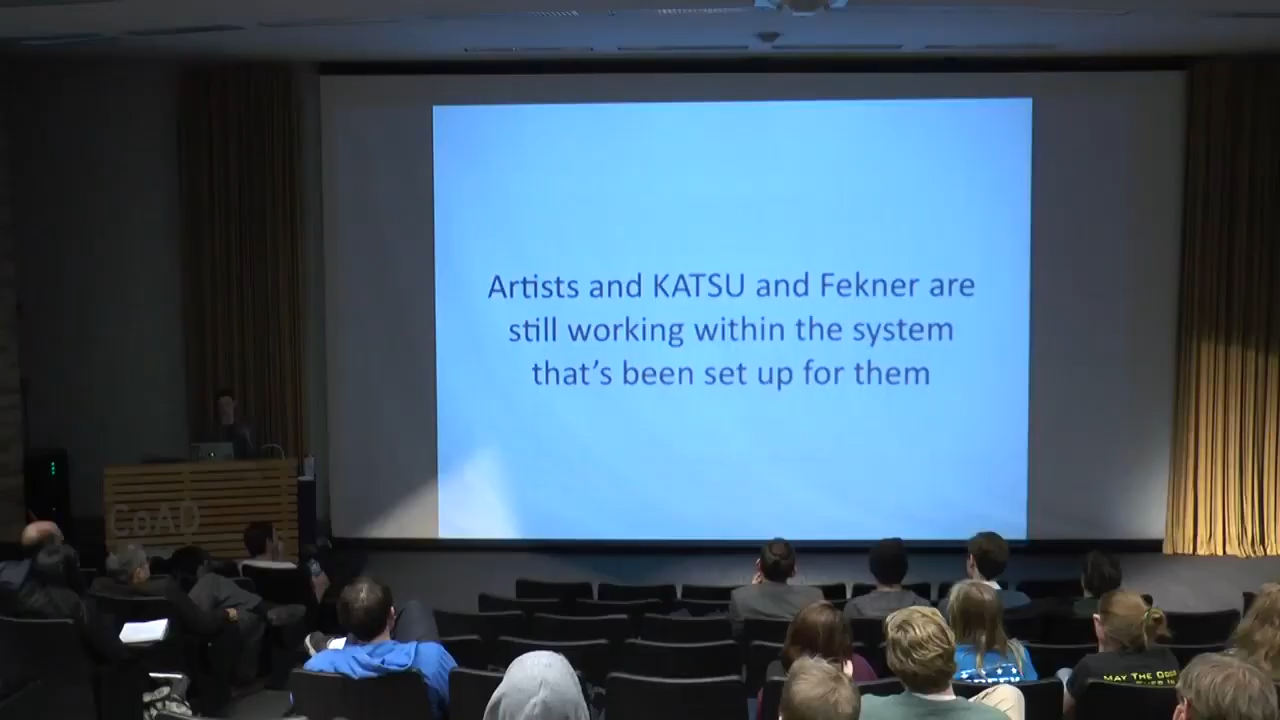 Artists and KATSU and Fekner are
still working within the system
that's been set up for them
CoAD
MAY THE ODDS